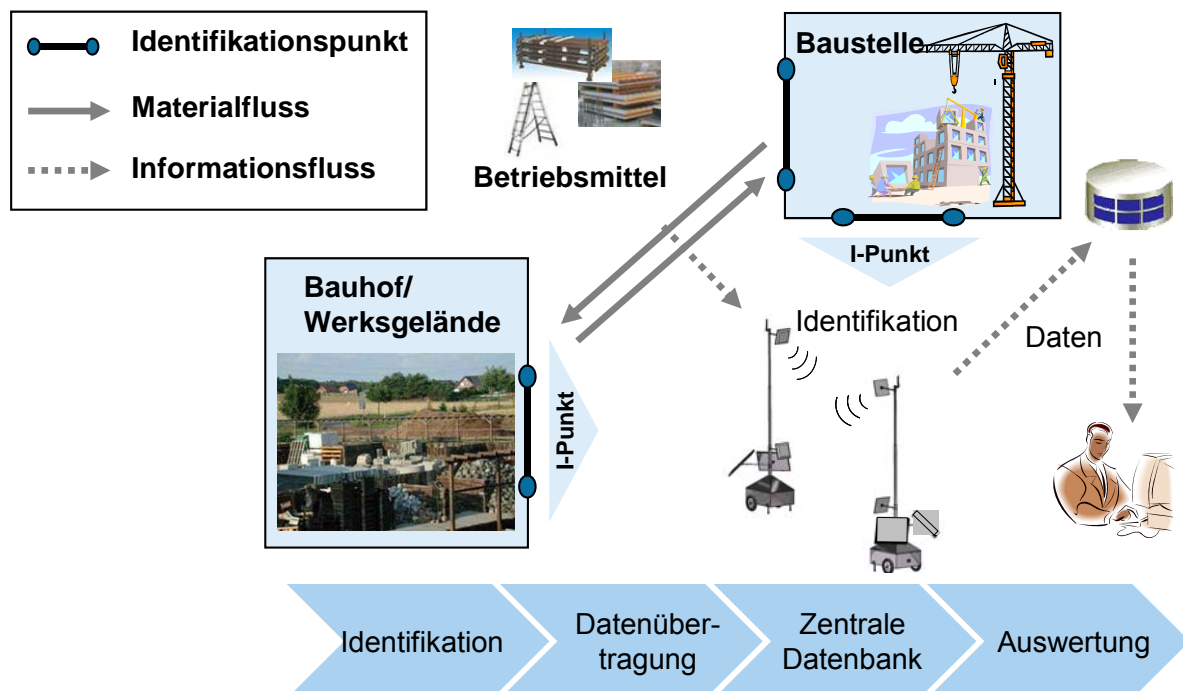 Identifikationspunkt
Materialfluss
Informationsfluss
Betriebsmittel
Baustelle
I-Punkt
Bauhof/
Werksgelände
I-Punkt
Identifikation
Daten
Identifikation
Datenüber-
tragung
Zentrale
Datenbank
Auswertung